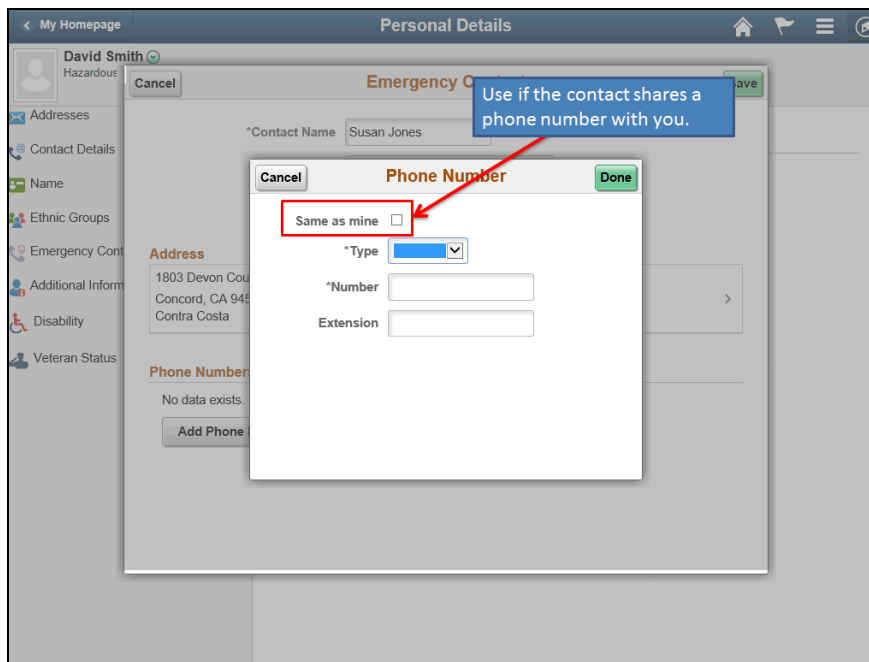 My Homepage
Personal Details
David Smith
Hazardous
Cancel
Emergency
Save
Use if the contact shares a
phone number with you.
Addresses
Contact Details
Name
Ethnic Groups
Emergency Cont
Additional Inform
Disability
Veteran Status
*Contact Name
Susan Jones
Cancel
Phone Number
Done
Same as mine
*Type
*Number
Extension
Address
1803 Devon Cou
Concord, CA 945
Contra Costa
Phone Number
No data exists.
Add Phone